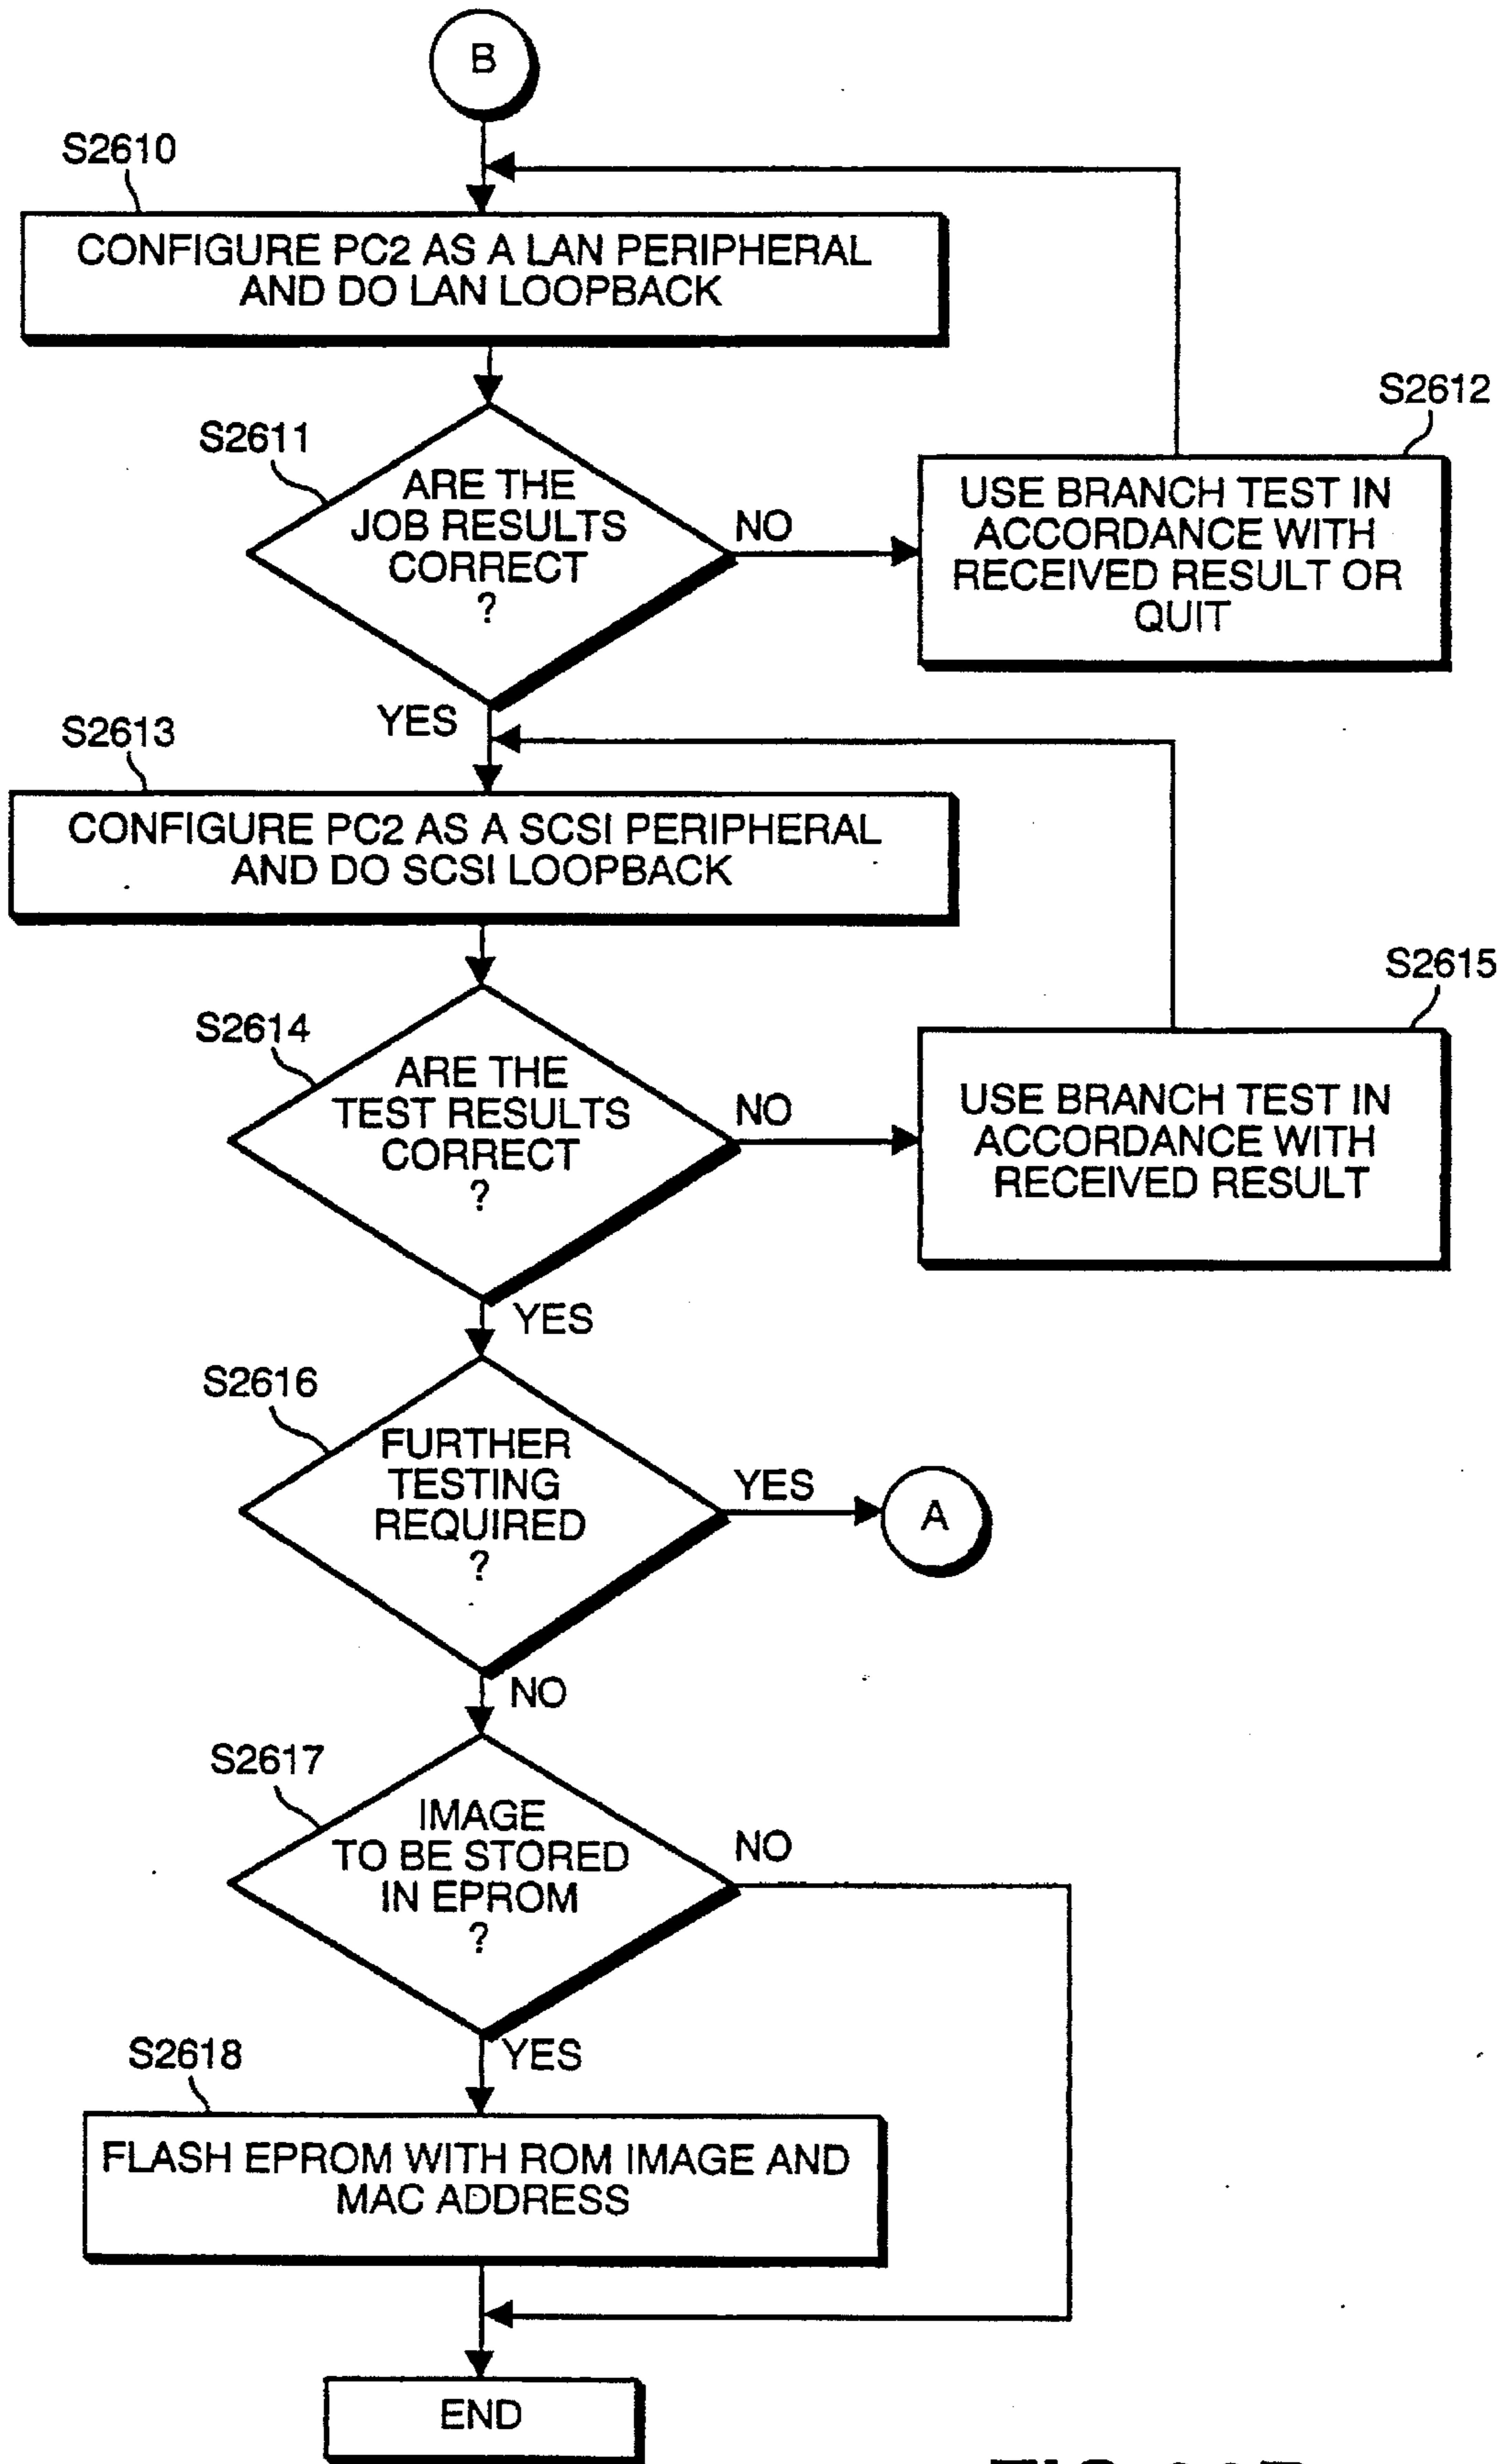 B
S2610
CONFIGURE PC2 AS A LAN PERIPHERAL
AND DO LAN LOOPBACK
S2611
ARE THE
JOB RESULTS
CORRECT
?
NO
S2612
USE BRANCH TEST IN
ACCORDANCE WITH
RECEIVED RESULT OR
QUIT
YES
S2613
CONFIGURE PC2 AS A SCSI PERIPHERAL
AND DO SCSI LOOPBACK
S2614
ARE THE
TEST RESULTS
CORRECT
?
NO
S2615
USE BRANCH TEST IN
ACCORDANCE WITH
RECEIVED RESULT
YES
S2616
FURTHER
TESTING
REQUIRED
?
YES
A
NO
S2617
IMAGE
TO BE STORED
IN EPROM
?
NO
YES
S2618
FLASH EPROM WITH ROM IMAGE AND
MAC ADDRESS
END